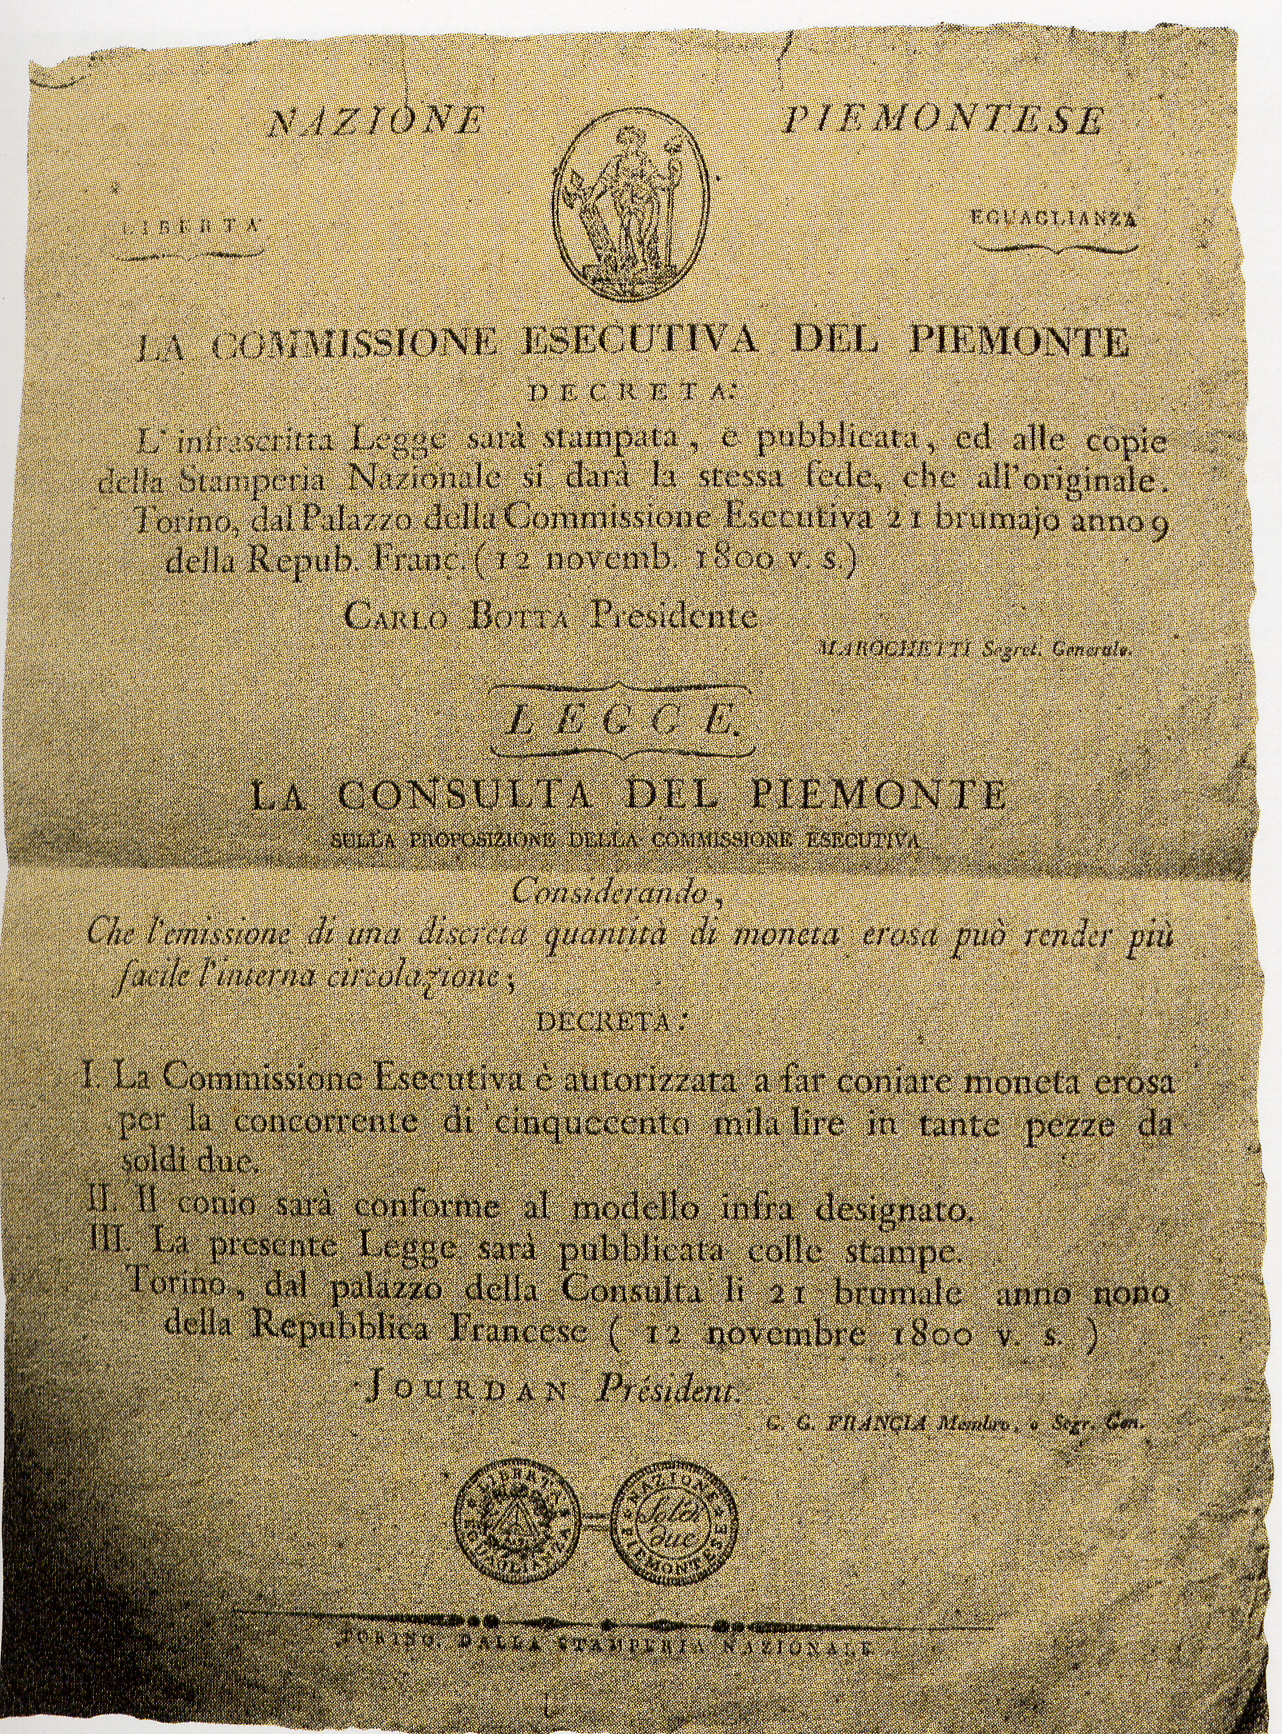 NAZIONE PIEMONTESE
LIBERTA' EGUAGLIANZA
LA COMMISSIONE ESECUTIVA DEL PIEMONTE
DECRETA:
L'infrascritta Legge sarà stampata, e pubblicata, ed alle copie
della Stamperia Nazionale si darà la stessa fede, che all'originale.
Torino, dal Palazzo della Commissione Esecutiva 21 brumajo anno 9
della Repub. Franc. (12 novemb. 1800 v. s.)
CARLO BOTTA Presidente
MAROCHETTI Segret. Generale.
LEGGE.
LA CONSULTA DEL PIEMONTE
SULLA PROPOSIZIONE DELLA COMMISSIONE ESECUTIVA
Considerando,
Che l'emissione di una discreta quantità di moneta erosa può render più
facile l'interna circolazione;
DECRETA:
I. La Commissione Esecutiva è autorizzata a far coniare moneta erosa
per la concorrente di cinquecento mila lire in tante pezze da
soldi due.
II. Il conio sarà conforme al modello infra designato.
III. La presente Legge sarà pubblicata colle stampe.
Torino, dal palazzo della Consulta li 21 brumale anno nono
della Repubblica Francese (12 novembre 1800 v. s.)
JOURDAN Président.
G. G. FRANCIA Membro, e Segr. Gen.
LIBERTA EGUAGLIANZA
NAZIONE PIEMONTESE
Soldi
due
TORINO, DALLA STAMPERIA NAZIONALE